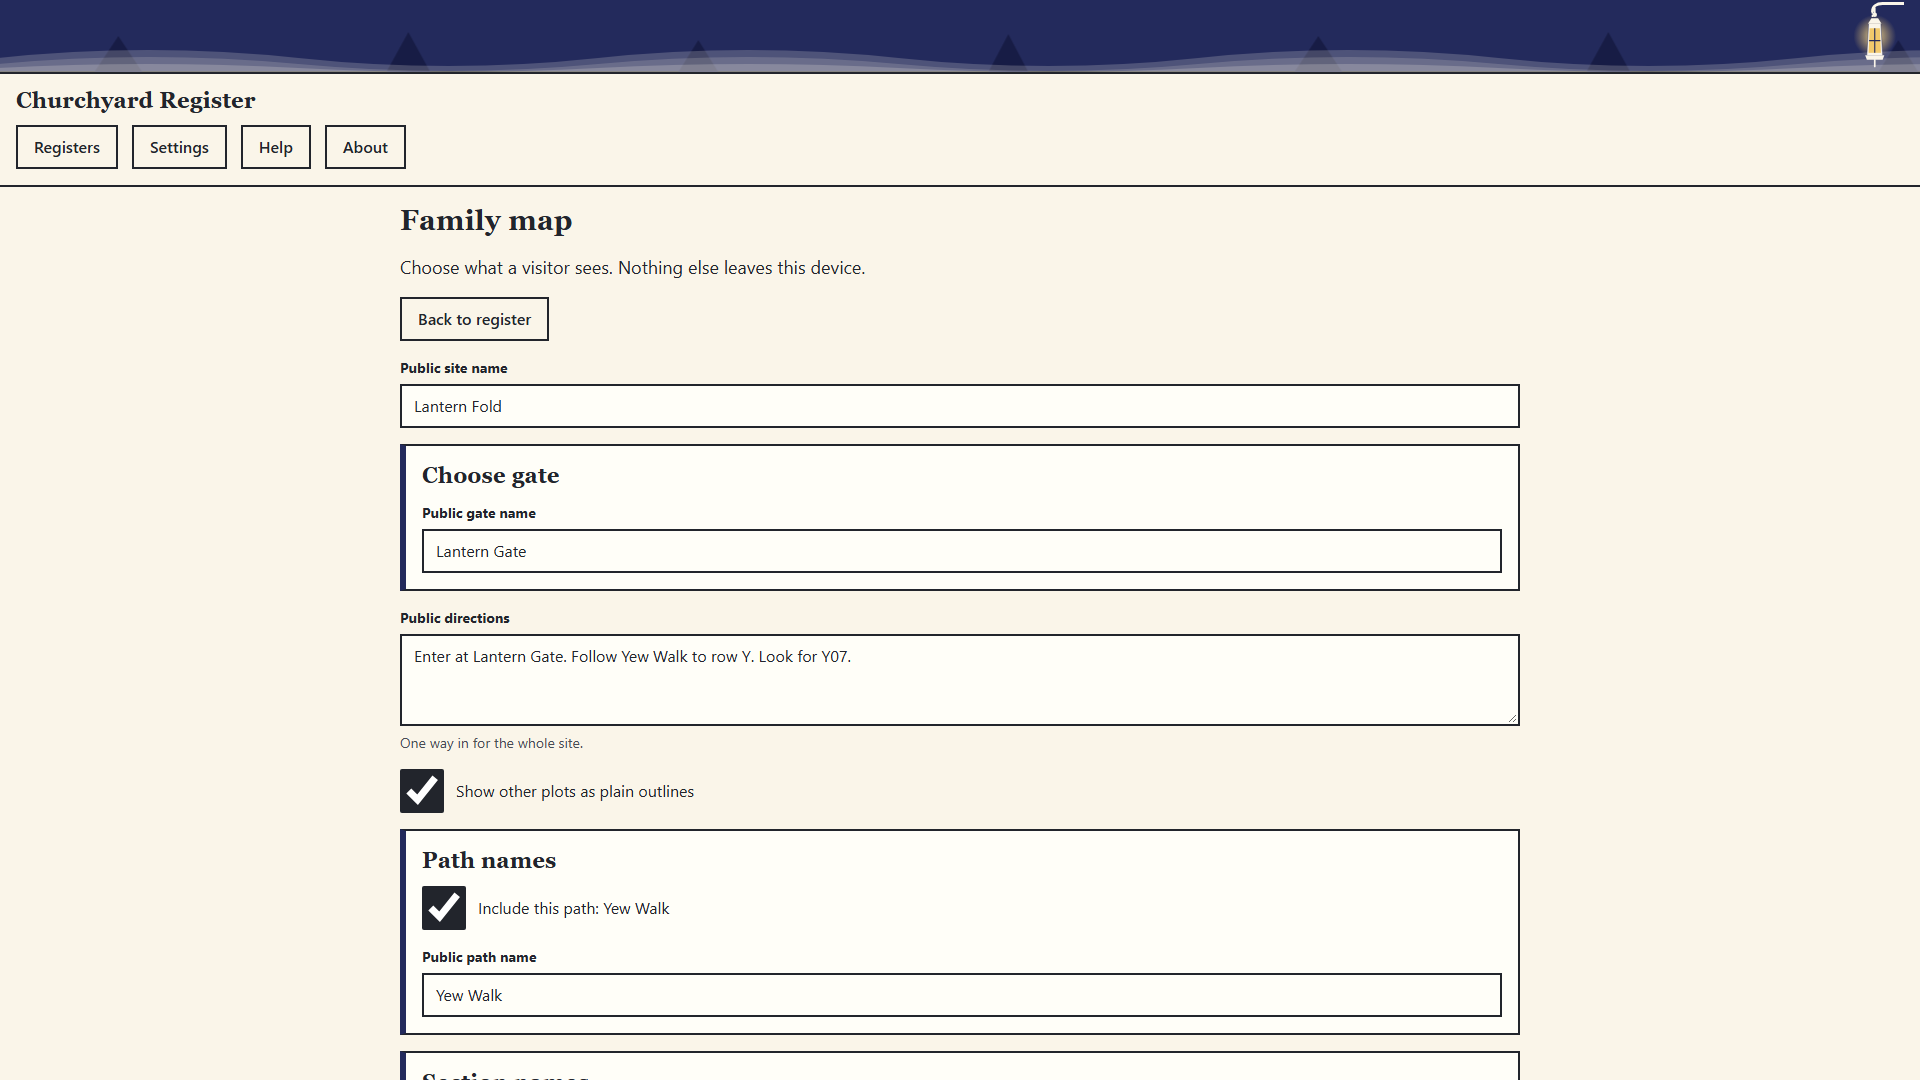 Churchyard Register
Registers
Settings
Help
About
Family map
Choose what a visitor sees. Nothing else leaves this device.
Back to register
Public site name
Lantern Fold
Choose gate
Public gate name
Lantern Gate
Public directions
Enter at Lantern Gate. Follow Yew Walk to row Y. Look for Y07.
One way in for the whole site.
Show other plots as plain outlines
Path names
Include this path: Yew Walk
Public path name
Yew Walk
Section names